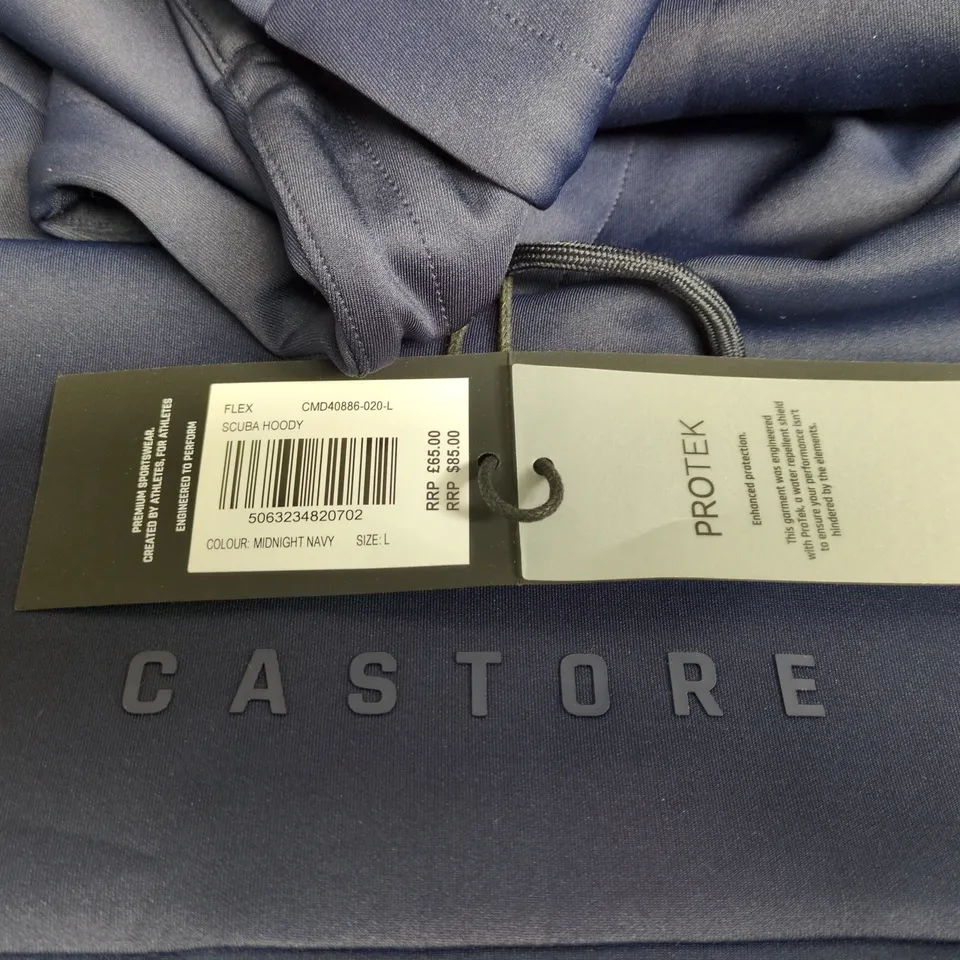 PREMIUM SPORTSWEAR.
CREATED BY ATHLETES, FOR ATHLETES
ENGINEERED TO PERFORM
FLEX CMD40886-020-L
SCUBA HOODY
5063234820702
COLOUR: MIDNIGHT NAVY SIZE: L
RRP £65.00
RRP $85.00
PROTEK
Enhanced protection.
This garment was engineered
with ProTek, a water repellent shield
to ensure your performance isn't
hindered by the elements.
CASTORE